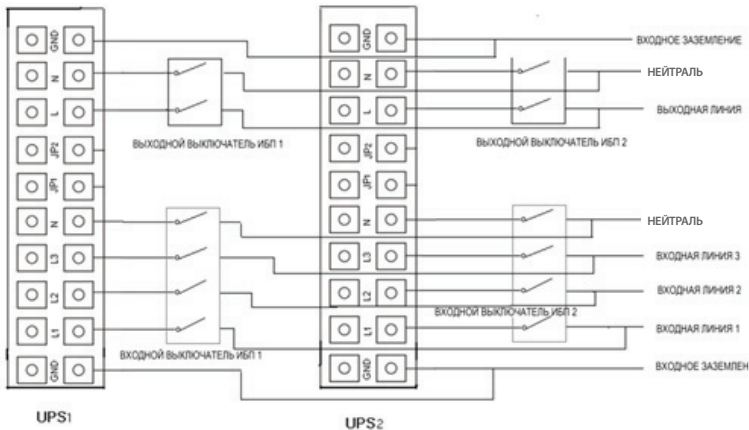 GND
N
L
JP2
JP1
N
L3
L2
L1
GND
UPS1
ВЫХОДНОЙ ВЫКЛЮЧАТЕЛЬ ИБП 1
ВХОДНОЙ ВЫКЛЮЧАТЕЛЬ ИБП 1
GND
N
L
JP2
JP1
N
L3
L2
L1
GND
UPS2
ВЫХОДНОЙ ВЫКЛЮЧАТЕЛЬ ИБП 2
ВХОДНОЙ ВЫКЛЮЧАТЕЛЬ ИБП 2
ВХОДНОЕ ЗАЗЕМЛЕНИЕ
НЕЙТРАЛЬ
ВЫХОДНАЯ ЛИНИЯ
НЕЙТРАЛЬ
ВХОДНАЯ ЛИНИЯ 3
ВХОДНАЯ ЛИНИЯ 2
ВХОДНАЯ ЛИНИЯ 1
ВХОДНОЕ ЗАЗЕМЛЕН